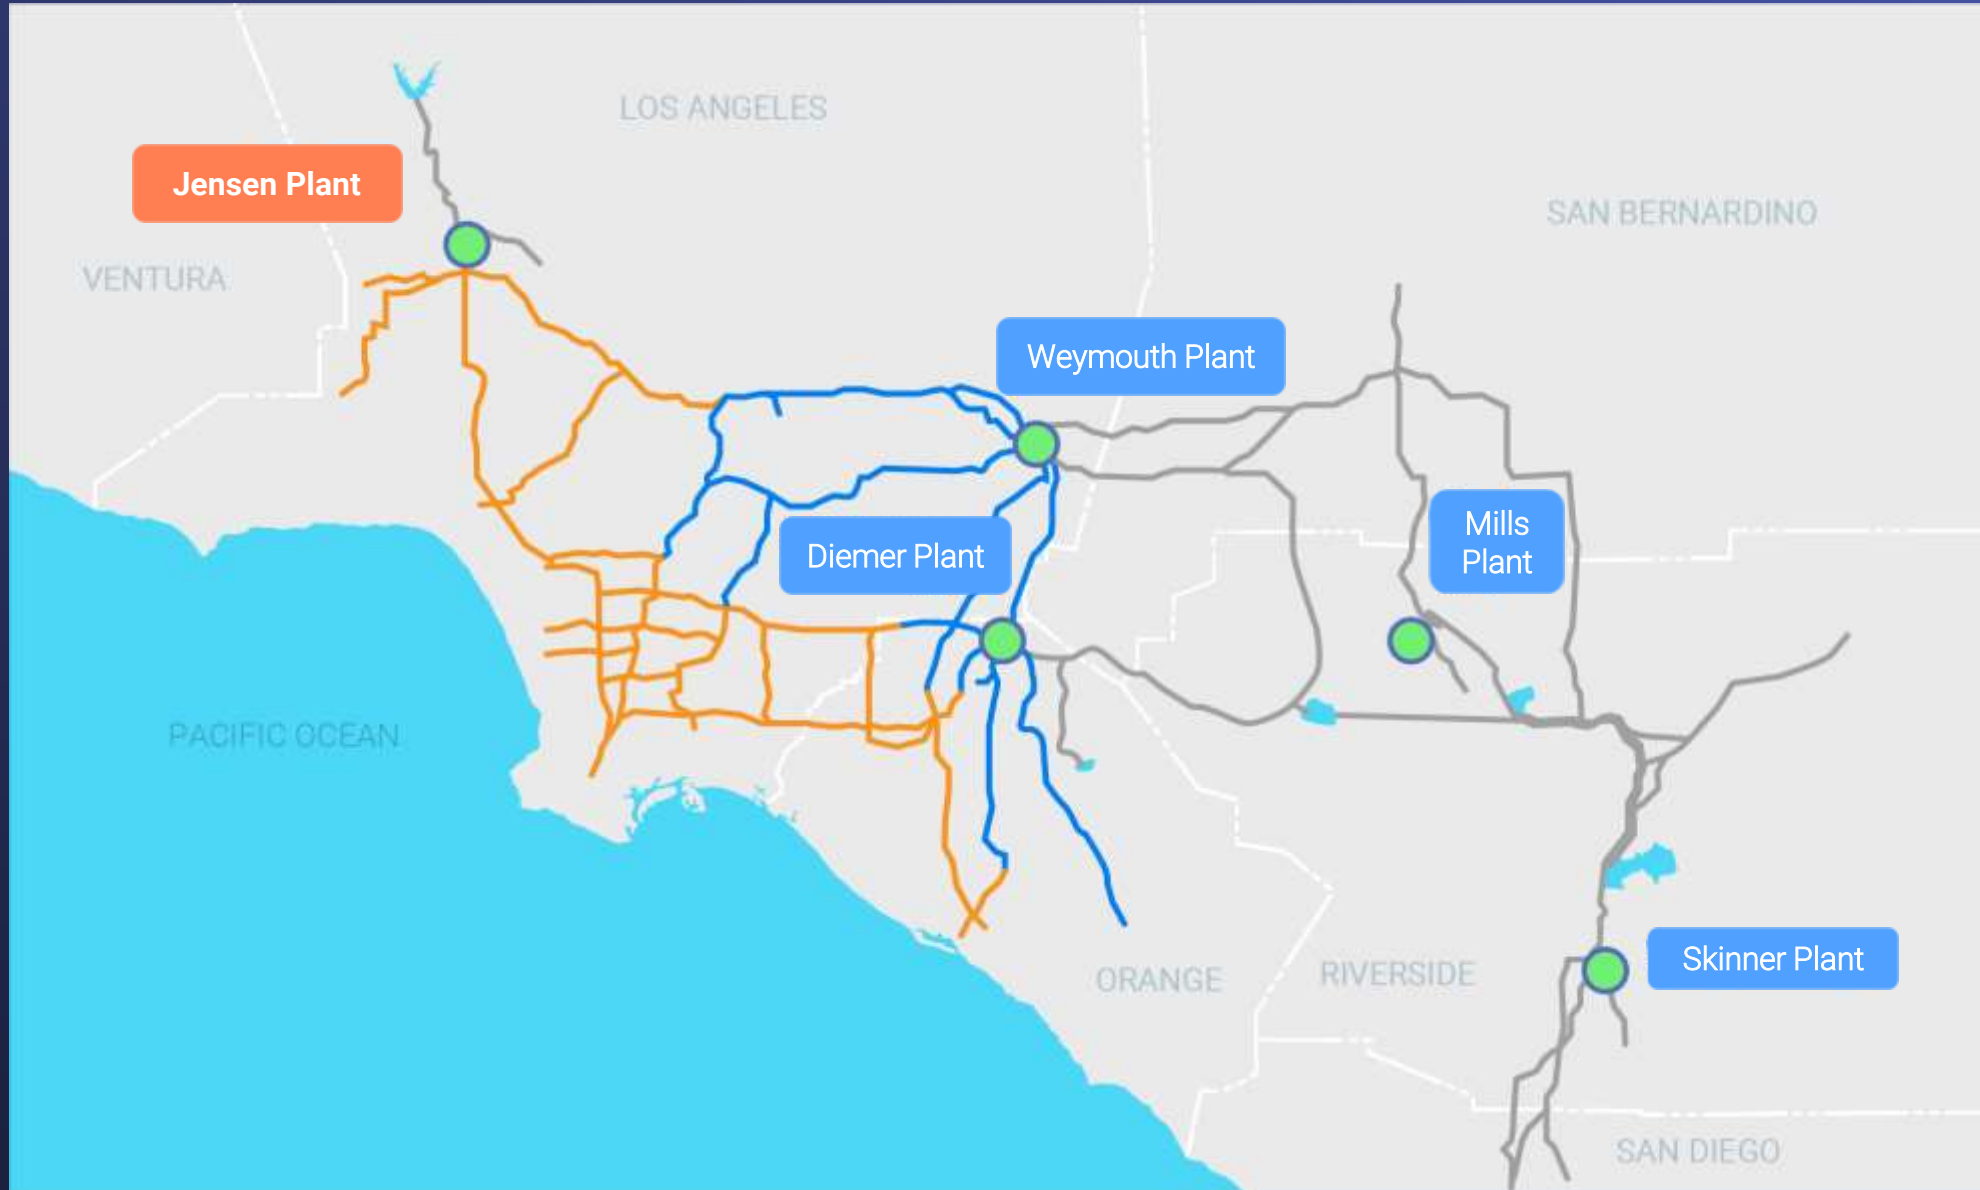 LOS ANGELES
Jensen Plant
SAN BERNARDINO
VENTURA
Weymouth Plant
Mills
Plant
Diemer Plant
PACIFIC OCEAN
Skinner Plant
ORANGE
RIVERSIDE
SAN DIEGO